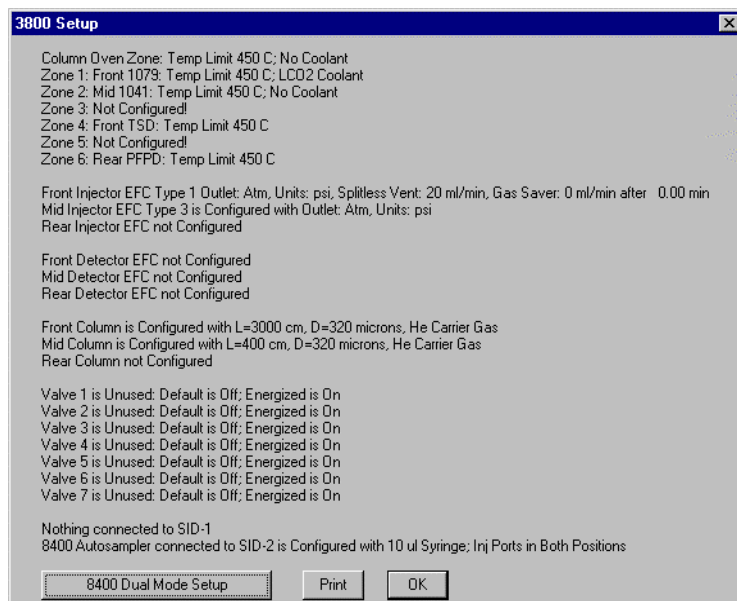 3800 Setup
Column Oven Zone: Temp Limit 450 C; No Coolant
Zone 1: Front 1079: Temp Limit 450 C; LCO2 Coolant
Zone 2: Mid 1041: Temp Limit 450 C; No Coolant
Zone 3: Not Configured!
Zone 4: Front TSD: Temp Limit 450 C
Zone 5: Not Configured!
Zone 6: Rear PFPD: Temp Limit 450 C
Front Injector EFC Type 1 Outlet: Atm, Units: psi, Splitless Vent: 20 ml/min, Gas Saver: 0 ml/min after 0.00 min
Mid Injector EFC Type 3 is Configured with Outlet: Atm, Units: psi
Rear Injector EFC not Configured
Front Detector EFC not Configured
Mid Detector EFC not Configured
Rear Detector EFC not Configured
Front Column is Configured with L=3000 cm, D=320 microns, He Carrier Gas
Mid Column is Configured with L=400 cm, D=320 microns, He Carrier Gas
Rear Column not Configured
Valve 1 is Unused: Default is Off; Energized is On
Valve 2 is Unused: Default is Off; Energized is On
Valve 3 is Unused: Default is Off; Energized is On
Valve 4 is Unused: Default is Off; Energized is On
Valve 5 is Unused: Default is Off; Energized is On
Valve 6 is Unused: Default is Off; Energized is On
Valve 7 is Unused: Default is Off; Energized is On
Nothing connected to SID-1
8400 Autosampler connected to SID-2 is Configured with 10 ul Syringe; Inj Ports in Both Positions
8400 Dual Mode Setup Print OK